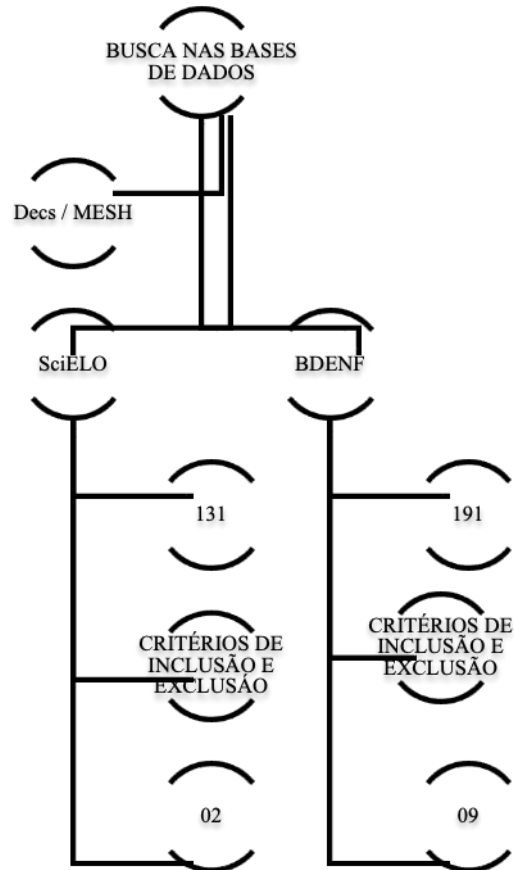 BUSCA NAS BASES
DE DADOS
Decs / MESH
SciELO
BDENF
131
191
CRITÉRIOS DE
INCLUSÃO E
EXCLUSÁO
CRITÉRIOS DE
INCLUSÃO E
EXCLUSÃO
02
09